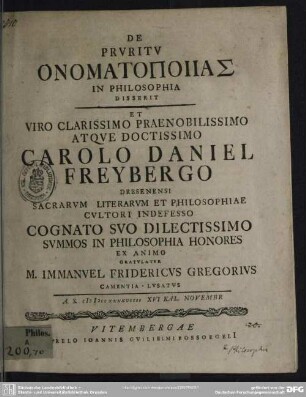 DE
PRVRITV
ΟΝΟΜΑΤΟΠΟΙΙΑΣ
IN PHILOSOPHIA
DISSERIT
ET
VIRO CLARISSIMO PRAENOBILISSIMO
ATQVE DOCTISSIMO
CAROLO DANIEL
FREYBERGO
SACRARVM LITERARVM ET PHILOSOPHIAE
CVLTORI INDEFESSO
COGNATO SVO DILECTISSIMO
SVMMOS IN PHILOSOPHIA HONORES
EX ANIMO
GRATVLATVR
M. IMMANVEL FRIDERICVS GREGORIVS
CAMENTIA-LVSATVS
XVI KAL. NOVEMBR
VITEMBERGAE
PRELO IOANNIS GVILIELMI BOSSOEGELI
Philos.
A
200,